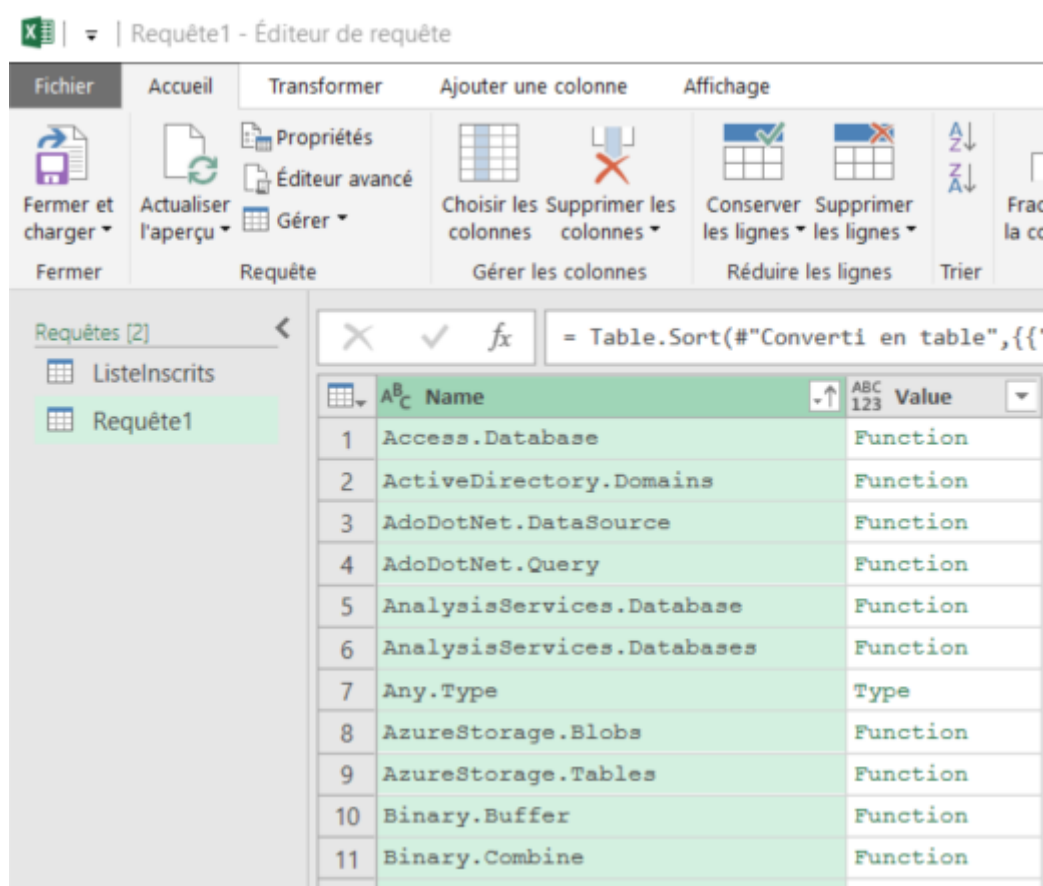 Requête1 - Éditeur de requête
Fichier Accueil Transformer Ajouter une colonne Affichage
Fermer et charger
Actualiser l'aperçu
Propriétés
Éditeur avancé
Gérer
Choisir les colonnes
Supprimer les colonnes
Conserver les lignes
Supprimer les lignes
A Z
Z A
Fermer Requête Gérer les colonnes Réduire les lignes Trier
Requêtes [2]
ListeInscrits
Requête1
fx = Table.Sort(#"Converti en table",{{"
ABC Name ABC 123 Value
1 Access.Database Function
2 ActiveDirectory.Domains Function
3 AdoDotNet.DataSource Function
4 AdoDotNet.Query Function
5 AnalysisServices.Database Function
6 AnalysisServices.Databases Function
7 Any.Type Type
8 AzureStorage.Blobs Function
9 AzureStorage.Tables Function
10 Binary.Buffer Function
11 Binary.Combine Function